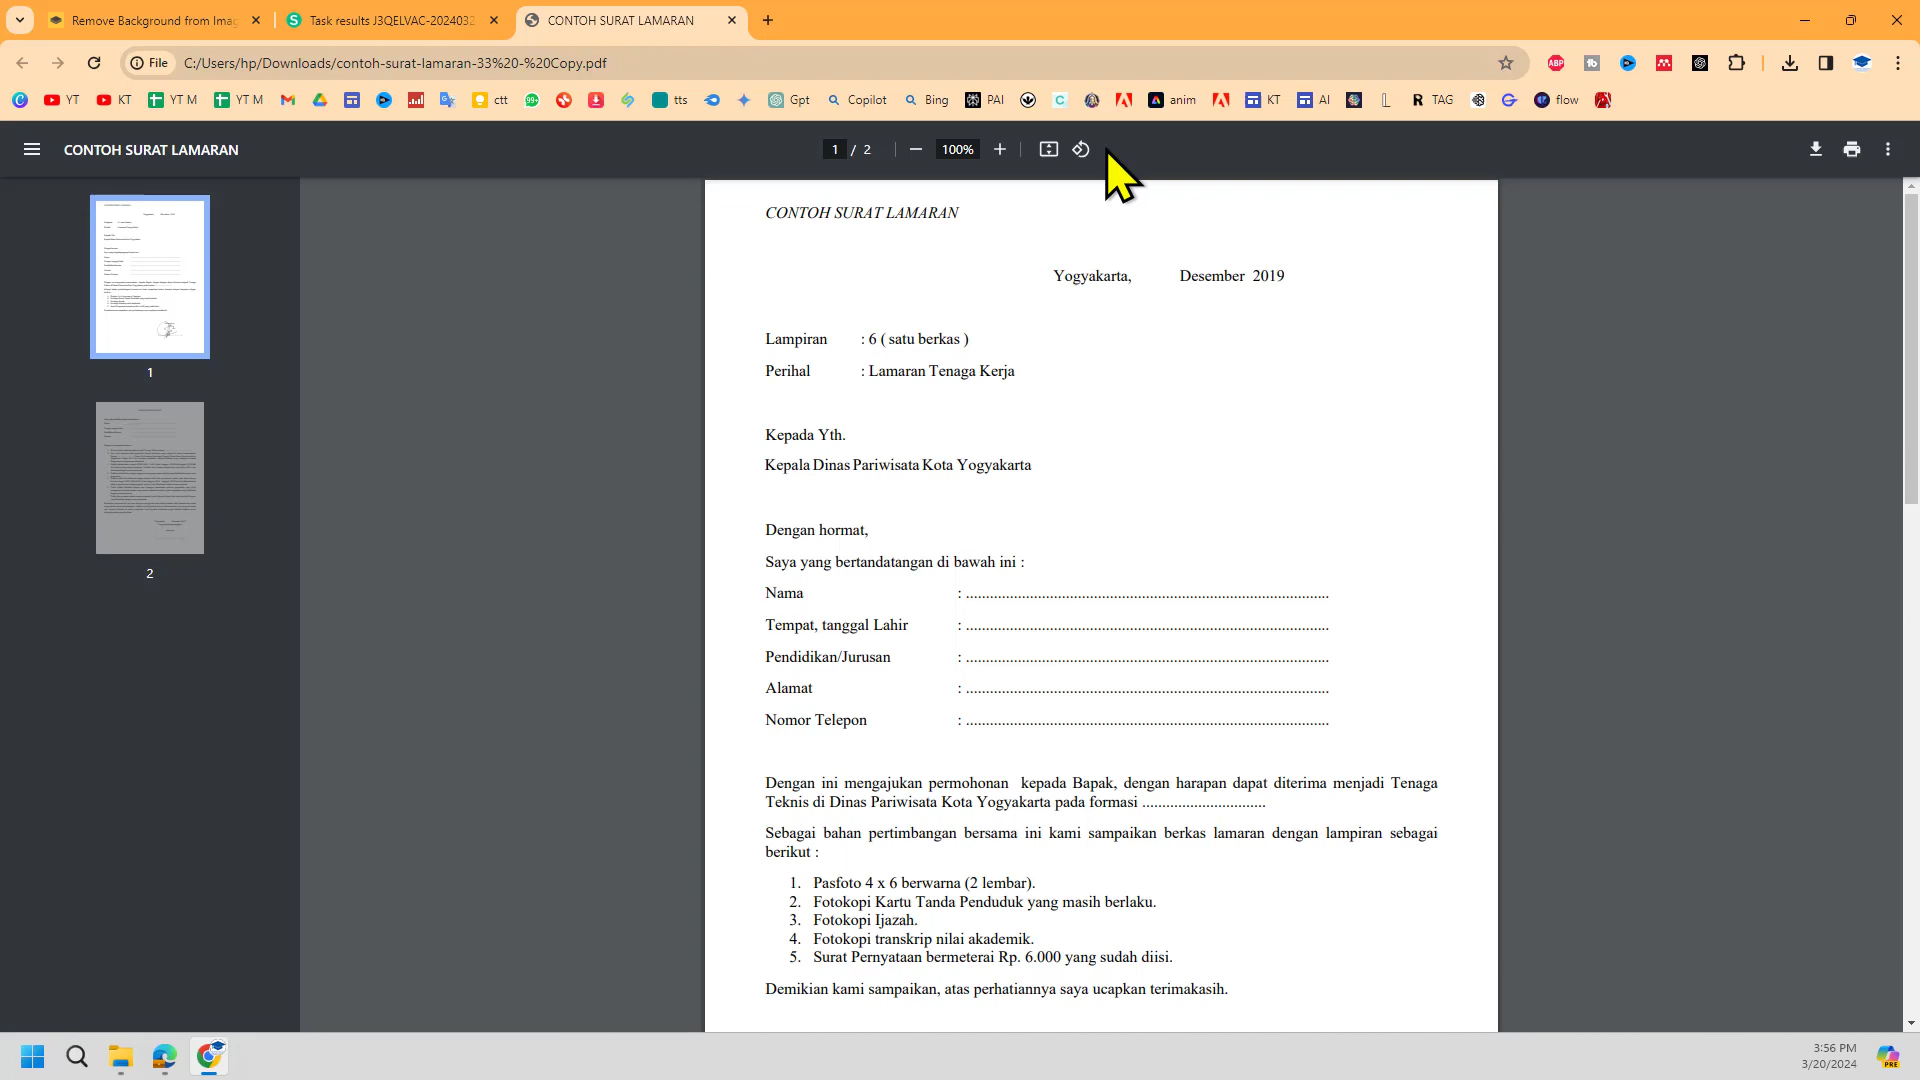 Remove Background from Imag
Task results J3QELVAC-2024032
CONTOH SURAT LAMARAN
File
C:/Users/hp/Downloads/contoh-surat-lamaran-33%20-%20Copy.pdf
YT
KT
YT M
YT M
ctt
tts
Gpt
Copilot
Bing
PAI
anim
KT
AI
TAG
flow
CONTOH SURAT LAMARAN
1 / 2
100%
1
2
CONTOH SURAT LAMARAN
Yogyakarta, Desember 2019
Lampiran : 6 ( satu berkas )
Perihal : Lamaran Tenaga Kerja
Kepada Yth.
Kepala Dinas Pariwisata Kota Yogyakarta
Dengan hormat,
Saya yang bertandatangan di bawah ini :
Nama : ...........................................................................................
Tempat, tanggal Lahir : ...........................................................................................
Pendidikan/Jurusan : ...........................................................................................
Alamat : ...........................................................................................
Nomor Telepon : ...........................................................................................
Dengan ini mengajukan permohonan kepada Bapak, dengan harapan dapat diterima menjadi Tenaga
Teknis di Dinas Pariwisata Kota Yogyakarta pada formasi ...............................
Sebagai bahan pertimbangan bersama ini kami sampaikan berkas lamaran dengan lampiran sebagai
berikut :
1. Pasfoto 4 x 6 berwarna (2 lembar).
2. Fotokopi Kartu Tanda Penduduk yang masih berlaku.
3. Fotokopi Ijazah.
4. Fotokopi transkrip nilai akademik.
5. Surat Pernyataan bermeterai Rp. 6.000 yang sudah diisi.
Demikian kami sampaikan, atas perhatiannya saya ucapkan terimakasih.
3:56 PM
3/20/2024